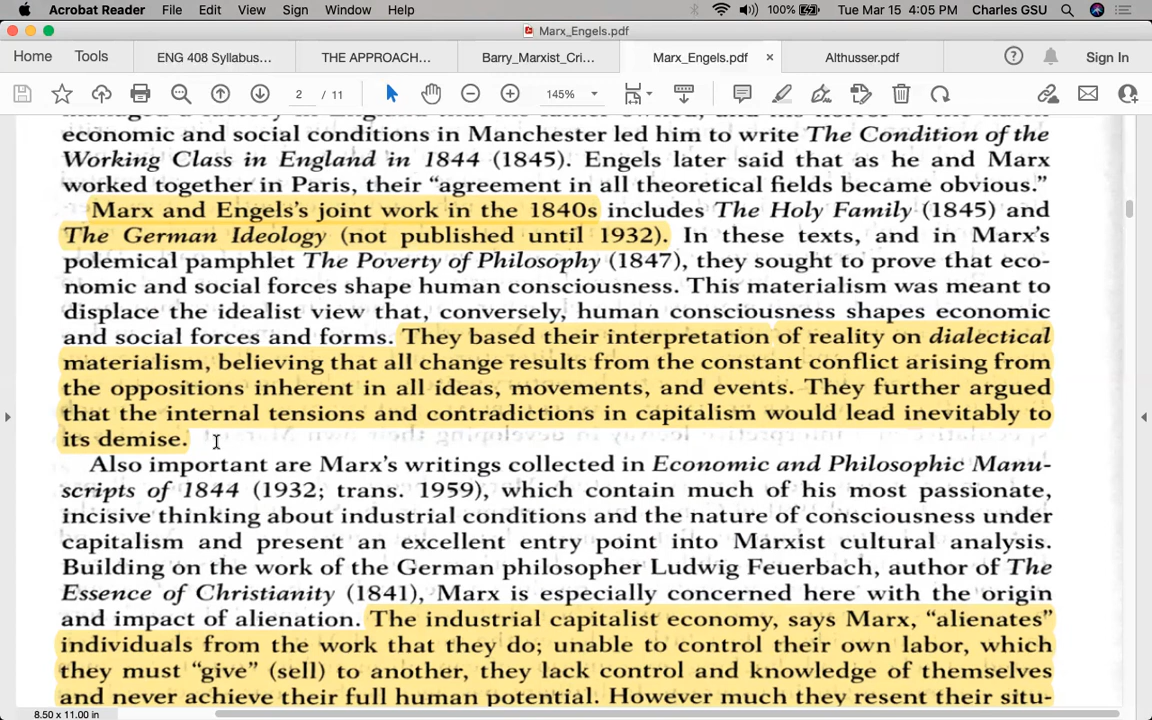 Acrobat Reader File Edit View Sign Window Help 100% Tue Mar 15 4:05 PM Charles GSU
Marx_Engels.pdf
Home Tools ENG 408 Syllabus... THE APPROACH... Barry_Marxist_Cri... Marx_Engels.pdf × Althusser.pdf Sign In
2 / 11 145%
economic and social conditions in Manchester led him to write The Condition of the
Working Class in England in 1844 (1845). Engels later said that as he and Marx
worked together in Paris, their “agreement in all theoretical fields became obvious.”
Marx and Engels's joint work in the 1840s includes The Holy Family (1845) and
The German Ideology (not published until 1932). In these texts, and in Marx's
polemical pamphlet The Poverty of Philosophy (1847), they sought to prove that eco-
nomic and social forces shape human consciousness. This materialism was meant to
displace the idealist view that, conversely, human consciousness shapes economic
and social forces and forms. They based their interpretation of reality on dialectical
materialism, believing that all change results from the constant conflict arising from
the oppositions inherent in all ideas, movements, and events. They further argued
that the internal tensions and contradictions in capitalism would lead inevitably to
its demise.
Also important are Marx's writings collected in Economic and Philosophic Manu-
scripts of 1844 (1932; trans. 1959), which contain much of his most passionate,
incisive thinking about industrial conditions and the nature of consciousness under
capitalism and present an excellent entry point into Marxist cultural analysis.
Building on the work of the German philosopher Ludwig Feuerbach, author of The
Essence of Christianity (1841), Marx is especially concerned here with the origin
and impact of alienation. The industrial capitalist economy, says Marx, “alienates”
individuals from the work that they do; unable to control their own labor, which
they must “give” (sell) to another, they lack control and knowledge of themselves
and never achieve their full human potential. However much they resent their situ-
8.50 x 11.00 in